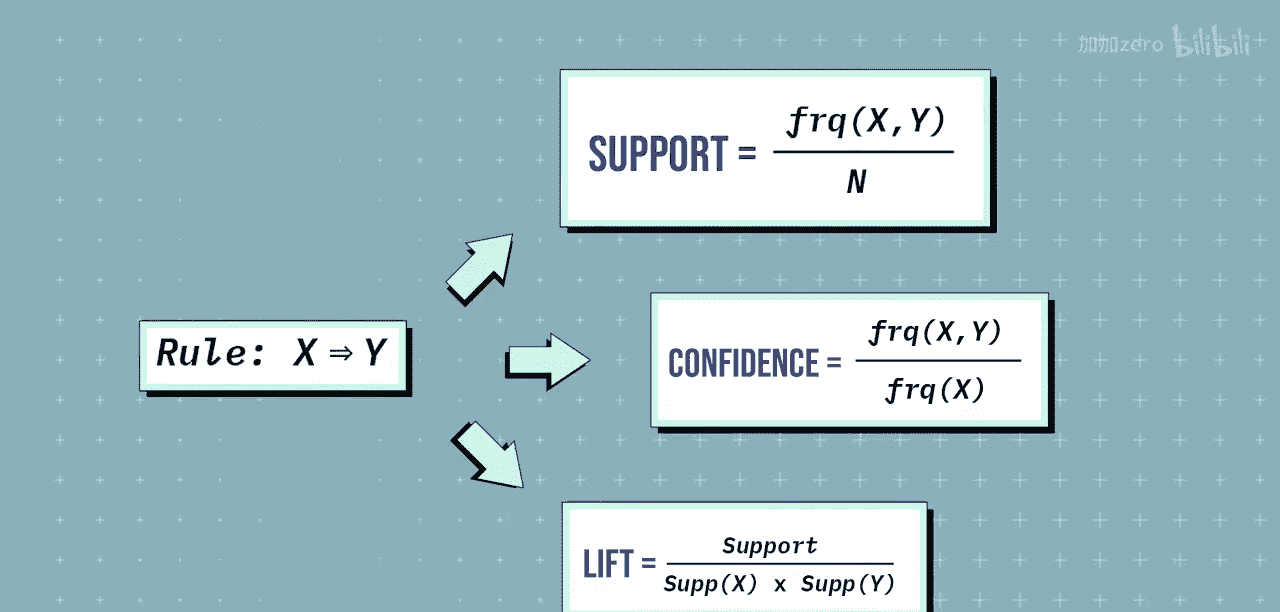 加加zero bilibili
SUPPORT = frq(X,Y)
N
Rule: X ⇒ Y
CONFIDENCE = frq(X,Y)
frq(X)
LIFT = Support
Supp(X) x Supp(Y)